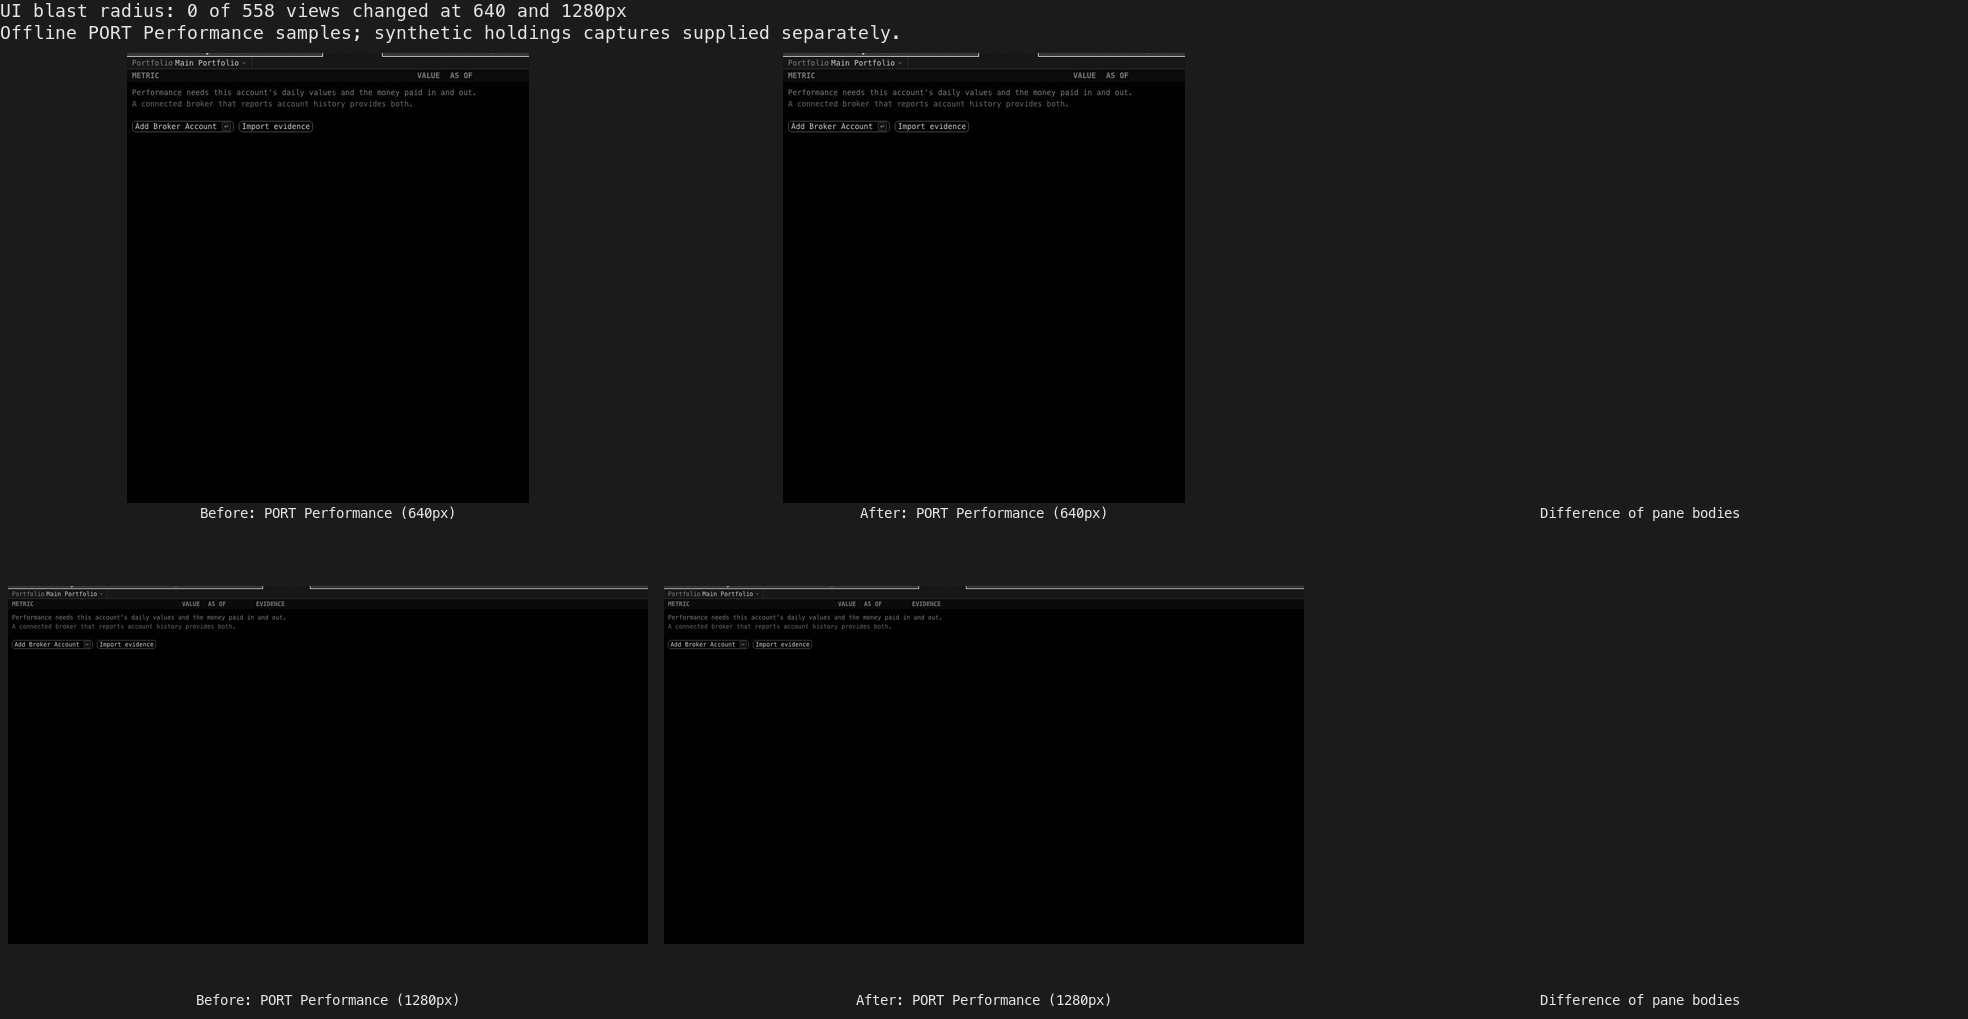 UI blast radius: 0 of 558 views changed at 640 and 1280px
Offline PORT Performance samples; synthetic holdings captures supplied separately.
Portfolio Main Portfolio
METRIC VALUE AS OF
Performance needs this account's daily values and the money paid in and out.
A connected broker that reports account history provides both.
Add Broker Account ↵ Import evidence
Before: PORT Performance (640px)
Portfolio Main Portfolio
METRIC VALUE AS OF
Performance needs this account's daily values and the money paid in and out.
A connected broker that reports account history provides both.
Add Broker Account ↵ Import evidence
After: PORT Performance (640px)
Difference of pane bodies
Portfolio Main Portfolio
METRIC VALUE AS OF EVIDENCE
Performance needs this account's daily values and the money paid in and out.
A connected broker that reports account history provides both.
Add Broker Account ↵ Import evidence
Before: PORT Performance (1280px)
Portfolio Main Portfolio
METRIC VALUE AS OF EVIDENCE
Performance needs this account's daily values and the money paid in and out.
A connected broker that reports account history provides both.
Add Broker Account ↵ Import evidence
After: PORT Performance (1280px)
Difference of pane bodies